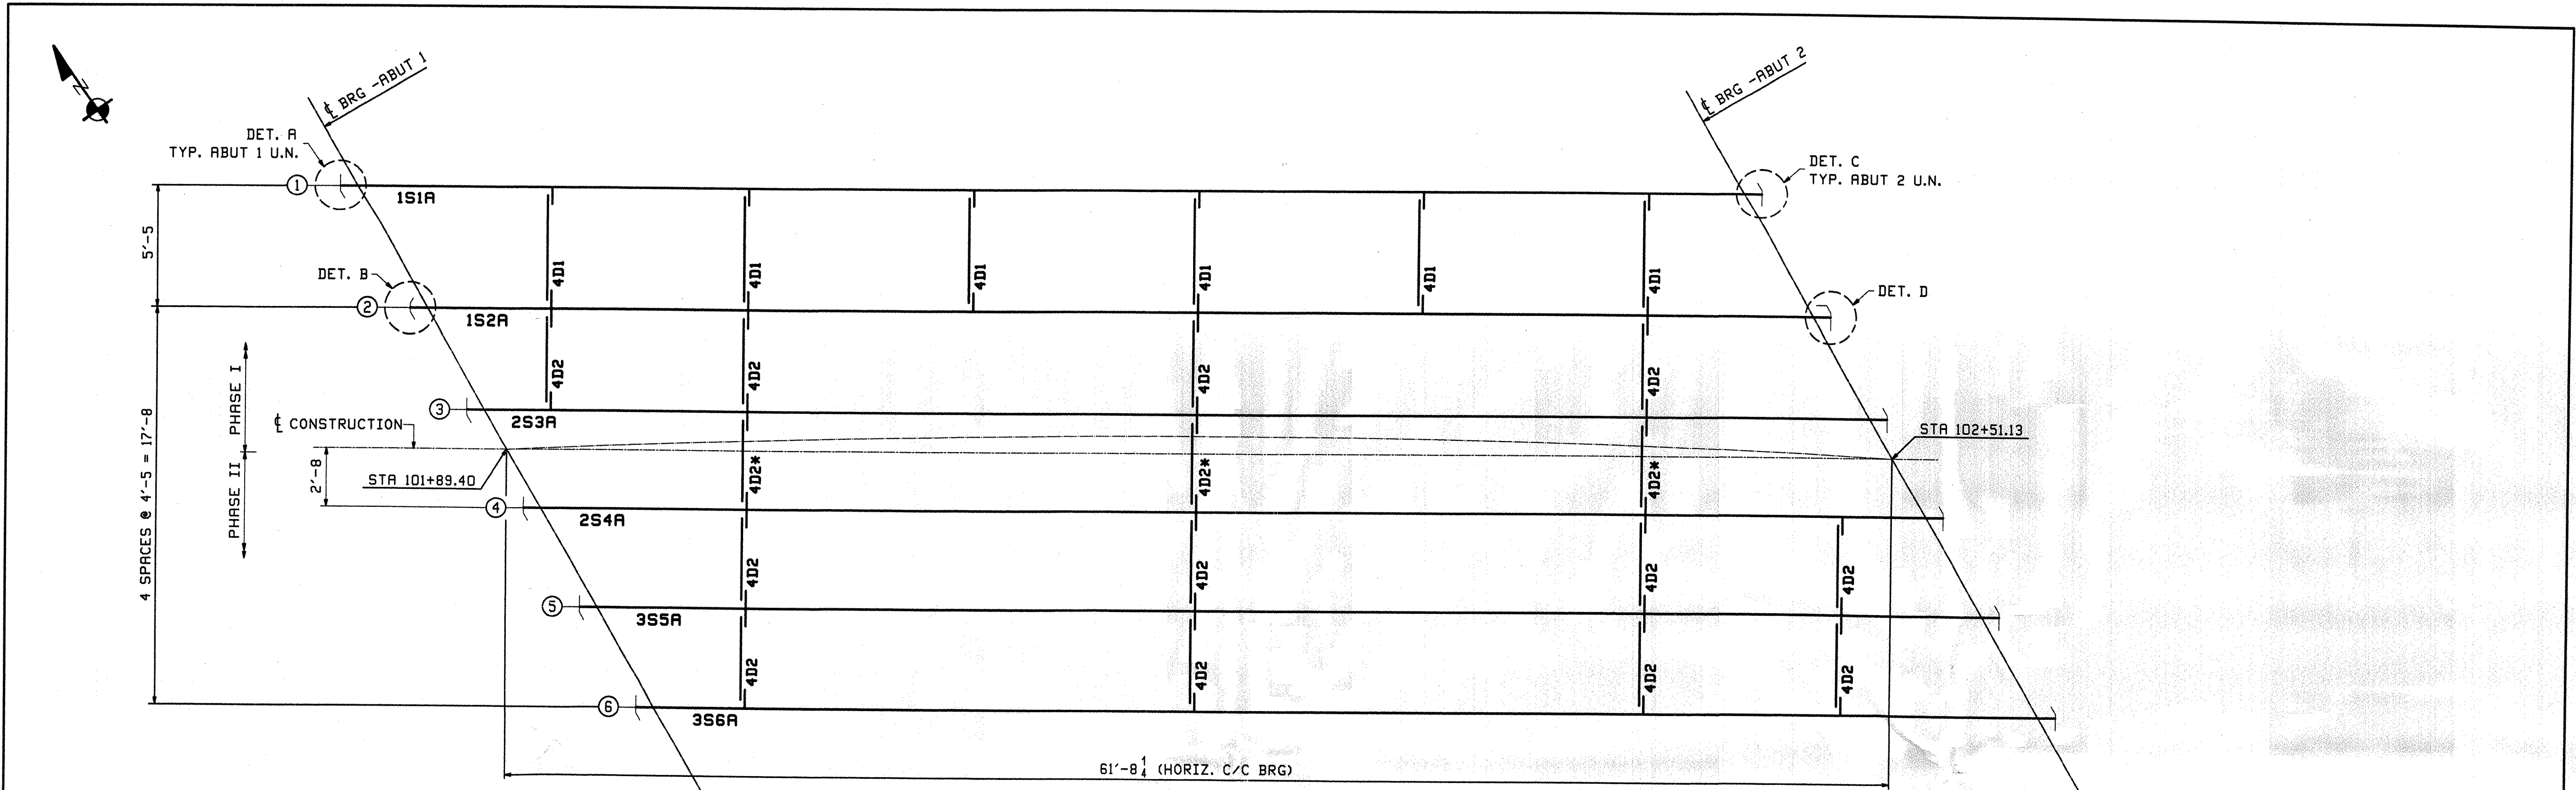 N
℄ BRG -ABUT 1
℄ BRG -ABUT 2
DET. A
TYP. ABUT 1 U.N.
DET. C
TYP. ABUT 2 U.N.
1
1S1A
5'-5
4D1
4D1
4D1
4D1
4D1
4D1
DET. B
DET. D
2
1S2A
4D2
4D2
4D2
4D2
PHASE I
3
2S3A
℄ CONSTRUCTION
STA 102+51.13
4 SPACES @ 4'-5 = 17'-8
PHASE II
2'-8
STA 101+89.40
4D2*
4D2*
4D2*
4
2S4A
4D2
4D2
4D2
4D2
5
3S5A
4D2
4D2
4D2
4D2
6
3S6A
61'-8 1/4 (HORIZ. C/C BRG)